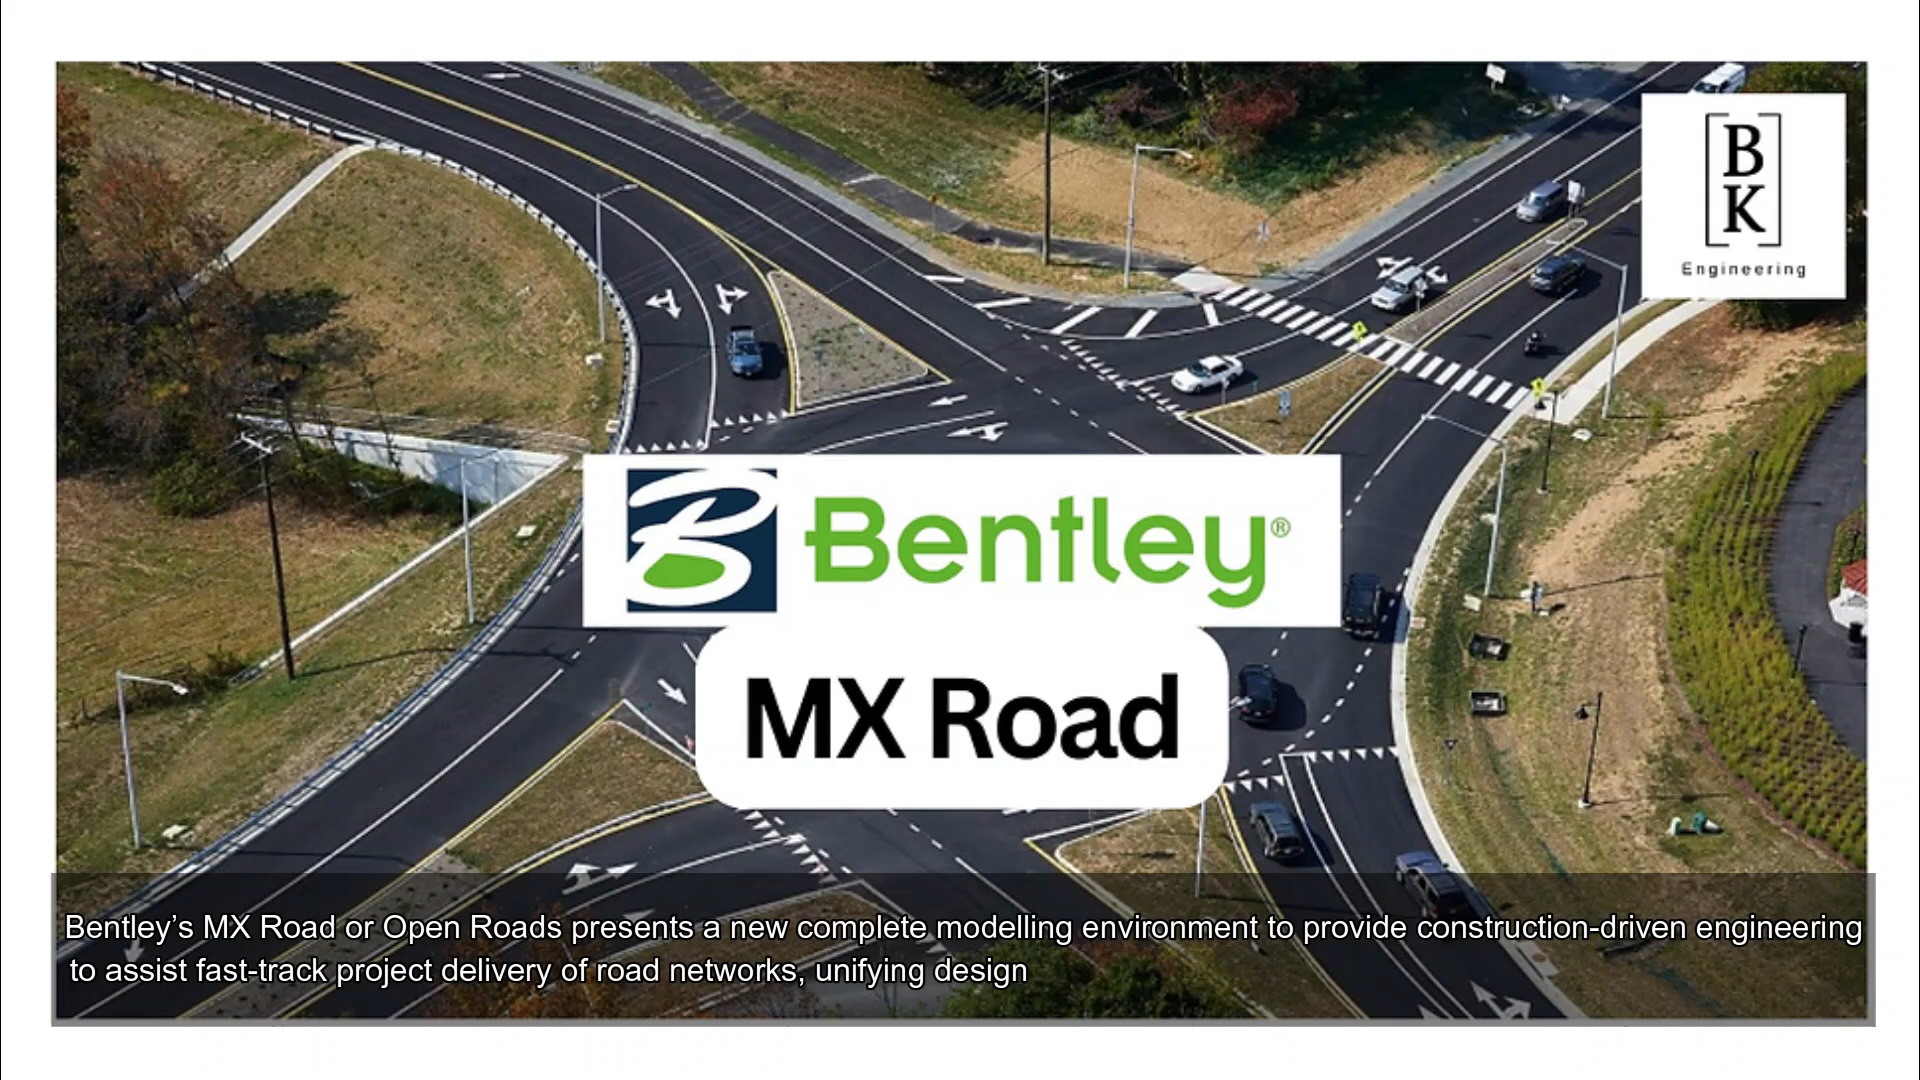 B
K
Engineering
Bentley®
MX Road
Bentley’s MX Road or Open Roads presents a new complete modelling environment to provide construction-driven engineering
to assist fast-track project delivery of road networks, unifying design